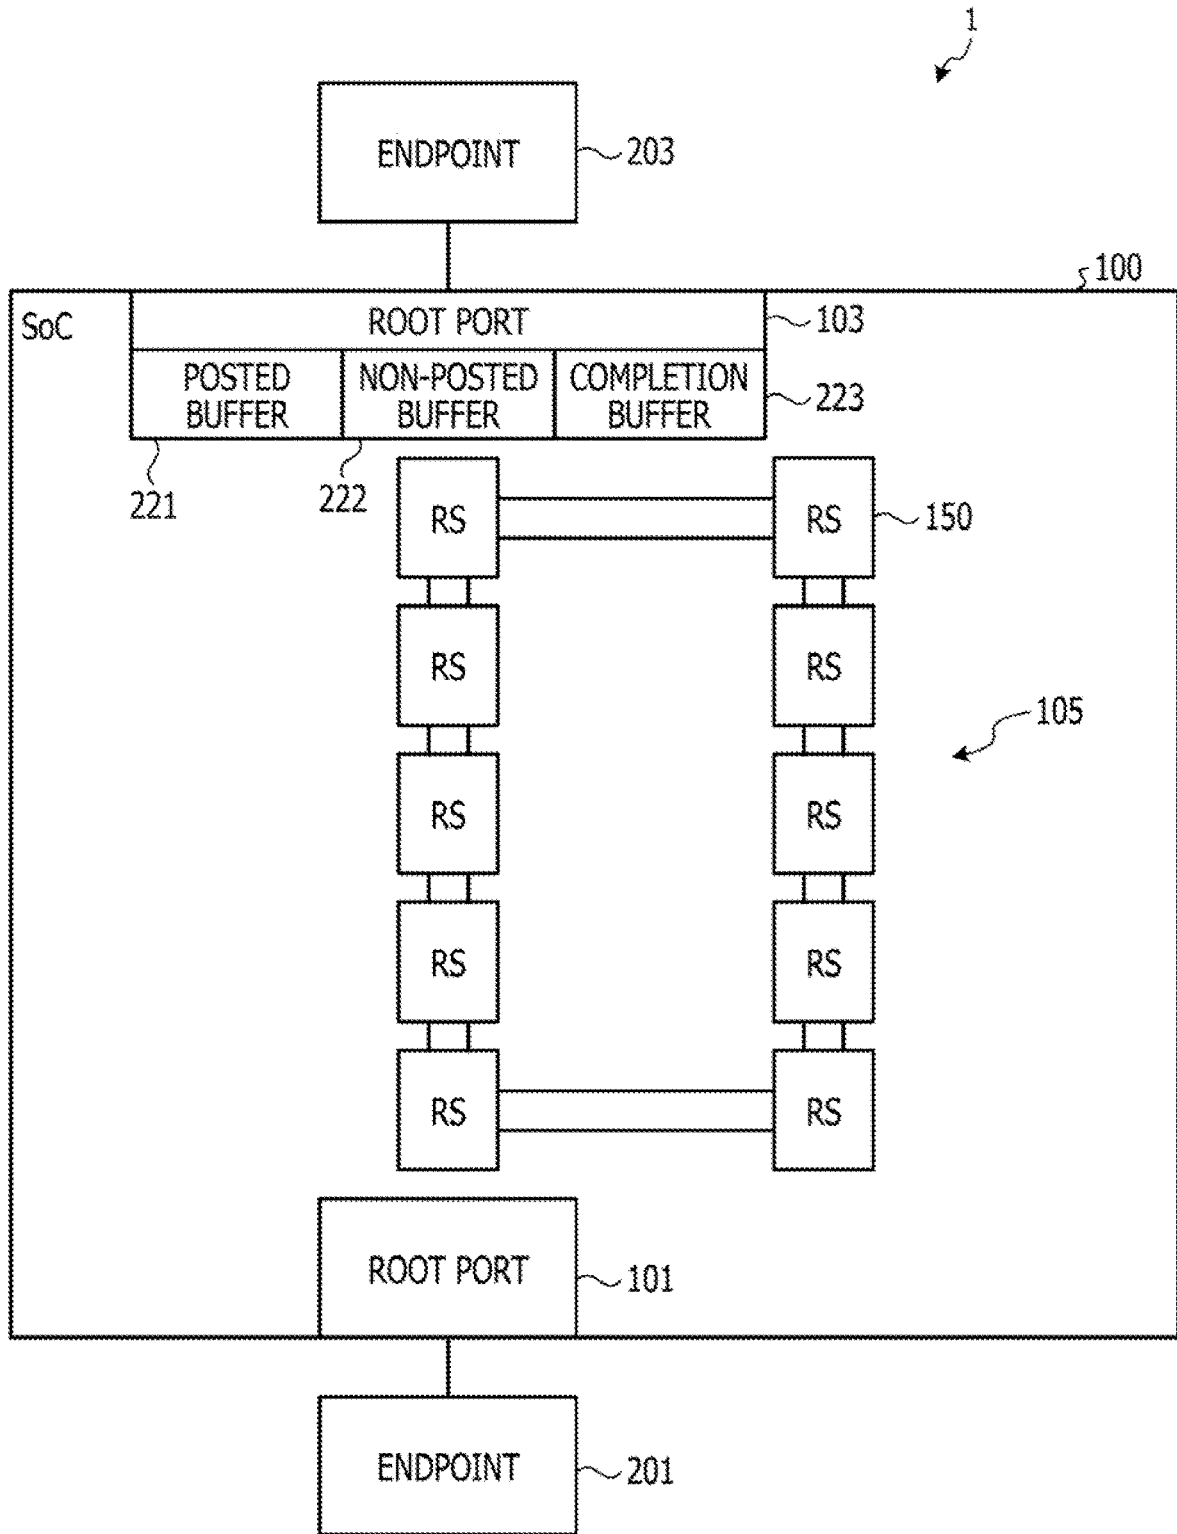 1
ENDPOINT
203
100
SoC
ROOT PORT
103
POSTED
BUFFER
NON-POSTED
BUFFER
COMPLETION
BUFFER
223
221
222
RS
RS
150
RS
RS
105
RS
RS
RS
RS
RS
RS
ROOT PORT
101
ENDPOINT
201